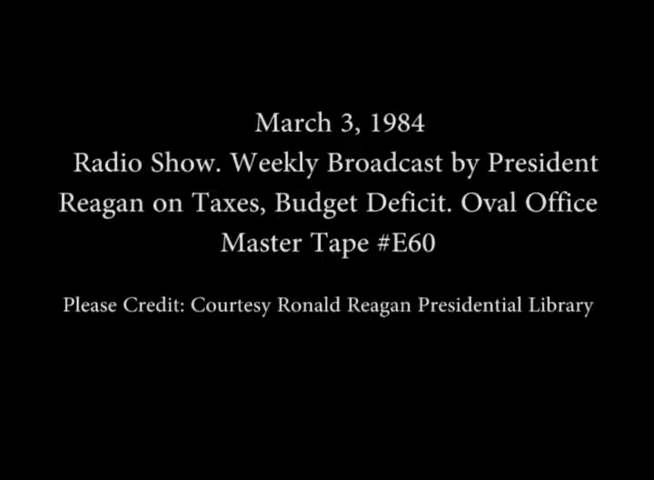 March 3, 1984
Radio Show. Weekly Broadcast by President
Reagan on Taxes, Budget Deficit. Oval Office
Master Tape #E60
Please Credit: Courtesy Ronald Reagan Presidential Library